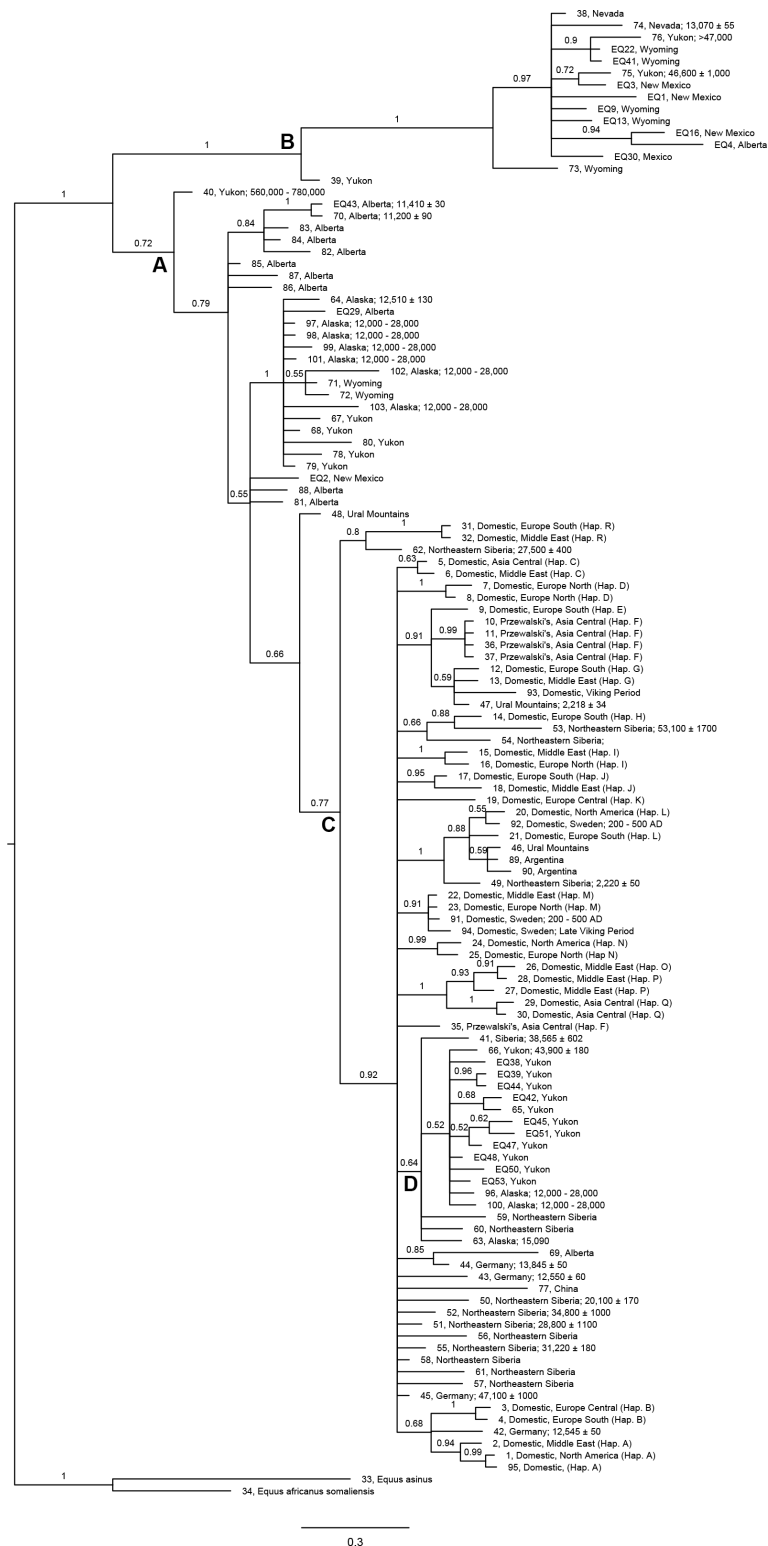 38, Nevada
74, Nevada; 13,070 ± 55
0.9
76, Yukon; >47,000
EQ22, Wyoming
EQ41, Wyoming
0.72
75, Yukon; 46,600 ± 1,000
0.97
EQ3, New Mexico
EQ1, New Mexico
EQ9, Wyoming
1
EQ13, Wyoming
0.94
EQ16, New Mexico
B
EQ4, Alberta
1
EQ30, Mexico
73, Wyoming
39, Yukon
1
40, Yukon; 560,000 - 780,000
1
EQ43, Alberta; 11,410 ± 30
70, Alberta; 11,200 ± 90
0.84
83, Alberta
0.72
84, Alberta
82, Alberta
A
85, Alberta
87, Alberta
86, Alberta
0.79
64, Alaska; 12,510 ± 130
EQ29, Alberta
97, Alaska; 12,000 - 28,000
98, Alaska; 12,000 - 28,000
99, Alaska; 12,000 - 28,000
101, Alaska; 12,000 - 28,000
1
0.55
102, Alaska; 12,000 - 28,000
71, Wyoming
72, Wyoming
103, Alaska; 12,000 - 28,000
67, Yukon
68, Yukon
80, Yukon
78, Yukon
79, Yukon
EQ2, New Mexico
0.55
88, Alberta
81, Alberta
48, Ural Mountains
1
31, Domestic, Europe South (Hap. R)
0.8
32, Domestic, Middle East (Hap. R)
62, Northeastern Siberia; 27,500 ± 400
0.63
5, Domestic, Asia Central (Hap. C)
6, Domestic, Middle East (Hap. C)
1
7, Domestic, Europe North (Hap. D)
8, Domestic, Europe North (Hap. D)
9, Domestic, Europe South (Hap. E)
10, Przewalski's, Asia Central (Hap. F)
0.91
0.99
11, Przewalski's, Asia Central (Hap. F)
36, Przewalski's, Asia Central (Hap. F)
0.66
37, Przewalski's, Asia Central (Hap. F)
12, Domestic, Europe South (Hap. G)
0.59
13, Domestic, Middle East (Hap. G)
93, Domestic, Viking Period
47, Ural Mountains; 2,218 ± 34
0.88
14, Domestic, Europe South (Hap. H)
0.66
53, Northeastern Siberia; 53,100 ± 1700
54, Northeastern Siberia;
1
15, Domestic, Middle East (Hap. I)
16, Domestic, Europe North (Hap. I)
0.95
17, Domestic, Europe South (Hap. J)
18, Domestic, Middle East (Hap. J)
19, Domestic, Europe Central (Hap. K)
0.77
0.55
20, Domestic, North America (Hap. L)
C
92, Domestic, Sweden; 200 - 500 AD
0.88
21, Domestic, Europe South (Hap. L)
1
0.59
46, Ural Mountains
89, Argentina
90, Argentina
49, Northeastern Siberia; 2,220 ± 50
22, Domestic, Middle East (Hap. M)
0.91
23, Domestic, Europe North (Hap. M)
91, Domestic, Sweden; 200 - 500 AD
94, Domestic, Sweden; Late Viking Period
0.99
24, Domestic, North America (Hap. N)
25, Domestic, Europe North (Hap N)
0.91
26, Domestic, Middle East (Hap. O)
0.93
28, Domestic, Middle East (Hap. P)
1
27, Domestic, Middle East (Hap. P)
1
29, Domestic, Asia Central (Hap. Q)
30, Domestic, Asia Central (Hap. Q)
35, Przewalski's, Asia Central (Hap. F)
41, Siberia; 38,565 ± 602
66, Yukon; 43,900 ± 180
EQ38, Yukon
0.92
0.96
EQ39, Yukon
EQ44, Yukon
0.68
EQ42, Yukon
65, Yukon
0.62
EQ45, Yukon
0.52
0.52
EQ51, Yukon
EQ47, Yukon
EQ48, Yukon
0.64
EQ50, Yukon
D
EQ53, Yukon
96, Alaska; 12,000 - 28,000
100, Alaska; 12,000 - 28,000
59, Northeastern Siberia
60, Northeastern Siberia
63, Alaska; 15,090
0.85
69, Alberta
44, Germany; 13,845 ± 50
43, Germany; 12,550 ± 60
77, China
50, Northeastern Siberia; 20,100 ± 170
52, Northeastern Siberia; 34,800 ± 1000
51, Northeastern Siberia; 28,800 ± 1100
56, Northeastern Siberia
55, Northeastern Siberia; 31,220 ± 180
58, Northeastern Siberia
61, Northeastern Siberia
57, Northeastern Siberia
45, Germany; 47,100 ± 1000
1
3, Domestic, Europe Central (Hap. B)
4, Domestic, Europe South (Hap. B)
0.68
42, Germany; 12,545 ± 50
0.94
2, Domestic, Middle East (Hap. A)
0.99
1, Domestic, North America (Hap. A)
95, Domestic, (Hap. A)
1
33, Equus asinus
34, Equus africanus somaliensis
0.3